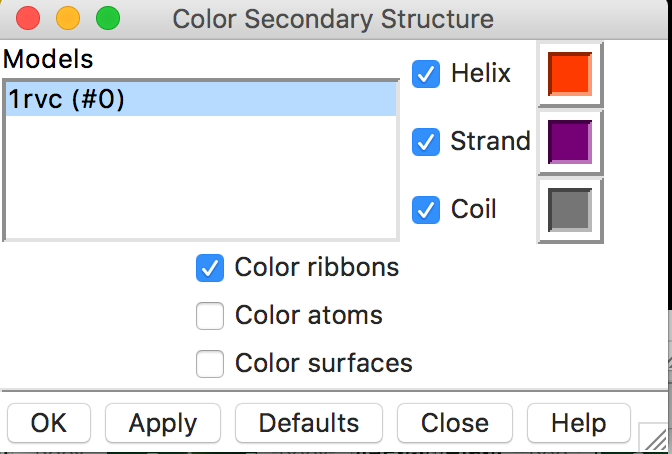 Color Secondary Structure
Models
1rvc (#0)
Helix
Strand
Coil
Color ribbons
Color atoms
Color surfaces
OK Apply Defaults Close Help